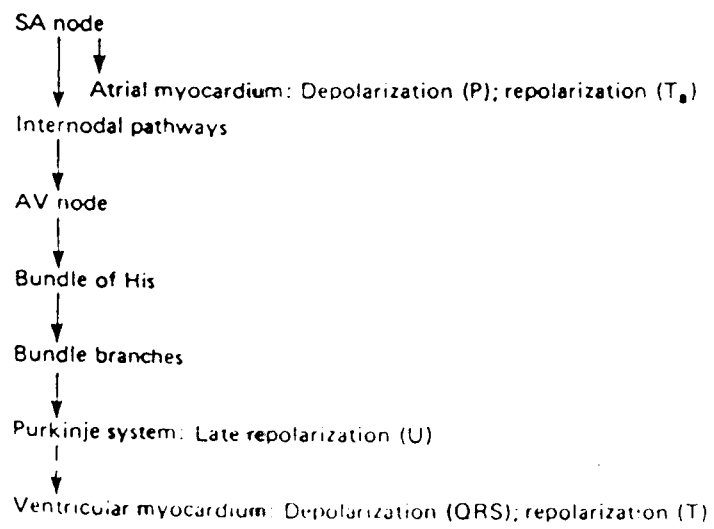 SA node
Atrial myocardium: Depolarization (P); repolarization (Ta)
Internodal pathways
AV node
Bundle of His
Bundle branches
Purkinje system: Late repolarization (U)
Ventricular myocardium: Depolarization (QRS); repolarization (T)